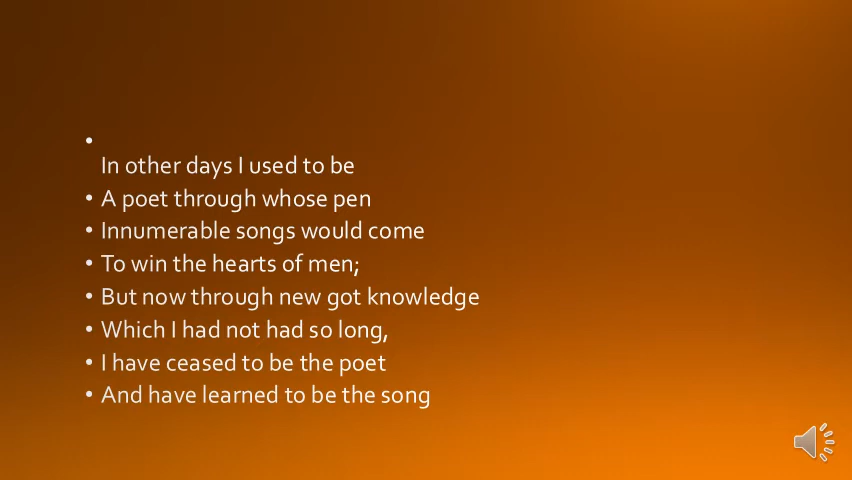 •
In other days I used to be
• A poet through whose pen
• Innumerable songs would come
• To win the hearts of men;
• But now through new got knowledge
• Which I had not had so long,
• I have ceased to be the poet
• And have learned to be the song